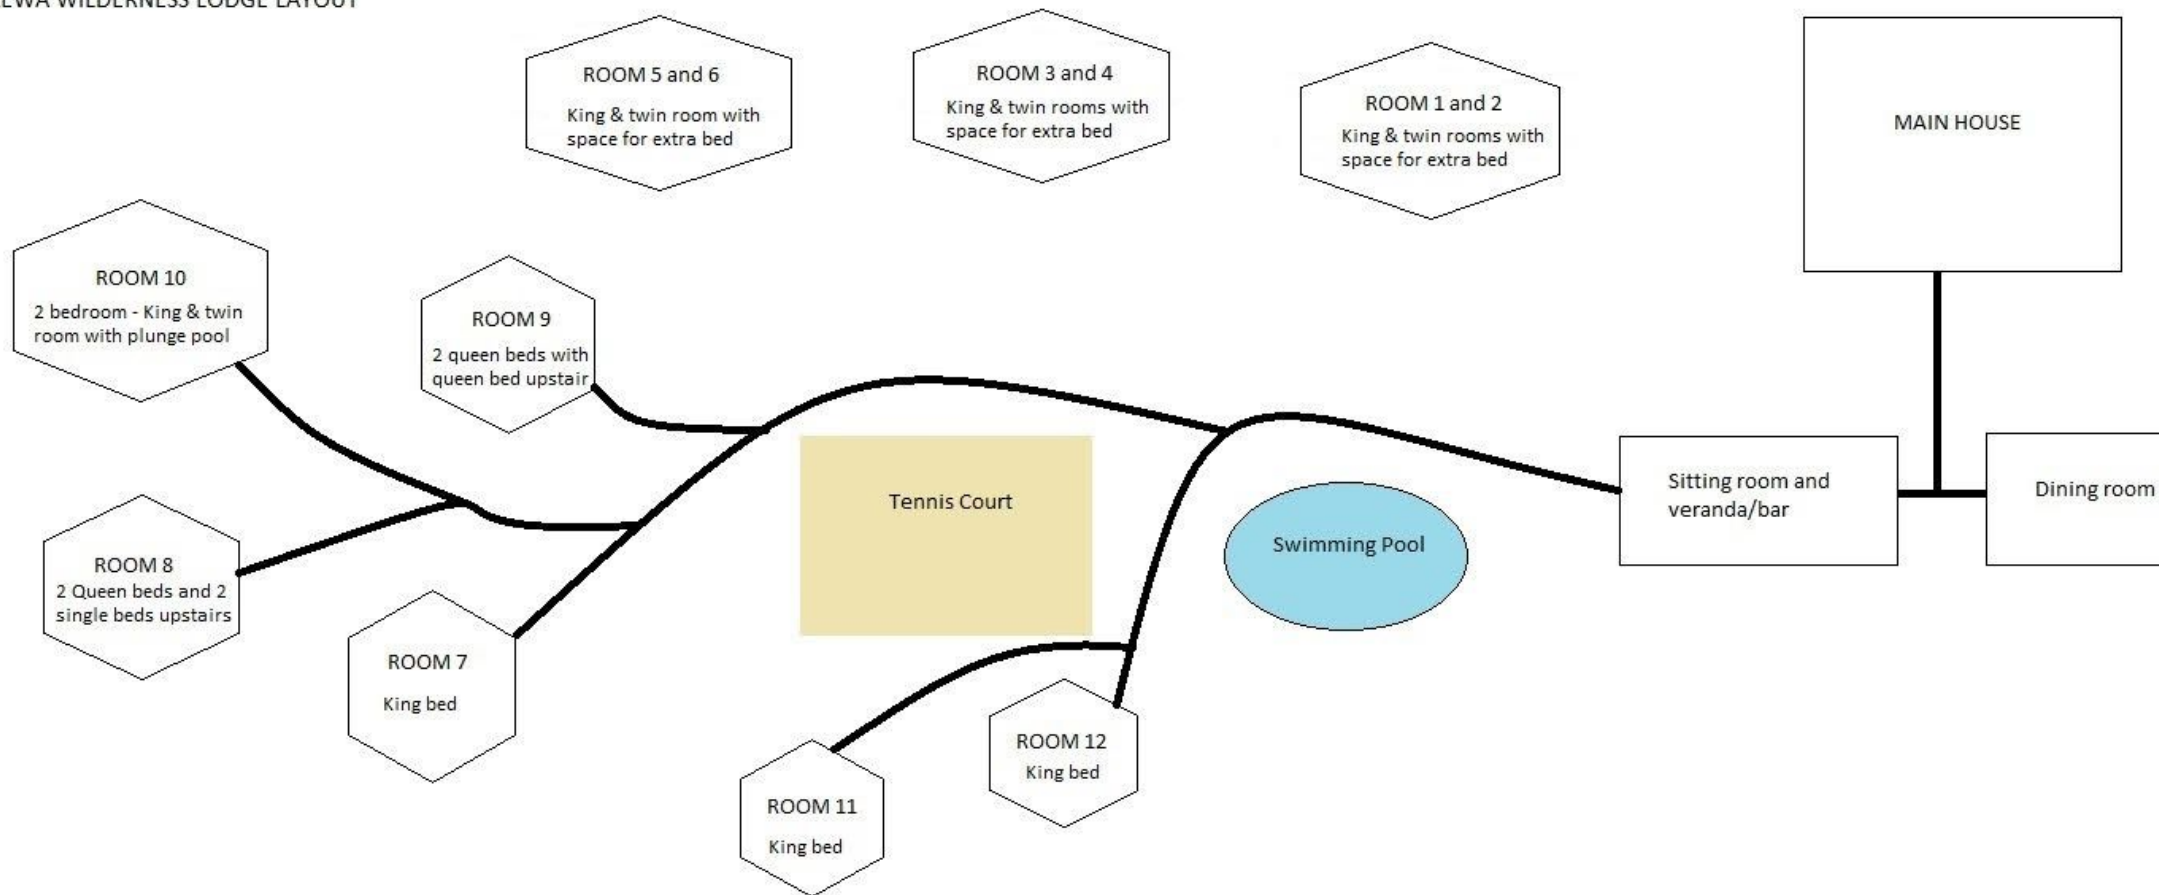 WILDERNESS LODGE LAYOUT
ROOM 5 and 6
King & twin room with
space for extra bed
ROOM 3 and 4
King & twin rooms with
space for extra bed
ROOM 1 and 2
King & twin rooms with
space for extra bed
MAIN HOUSE
ROOM 10
2 bedroom - King & twin
room with plunge pool
ROOM 9
2 queen beds with
queen bed upstair
Tennis Court
Swimming Pool
Sitting room and
veranda/bar
Dining room
ROOM 8
2 Queen beds and 2
single beds upstairs
ROOM 7
King bed
ROOM 12
King bed
ROOM 11
King bed